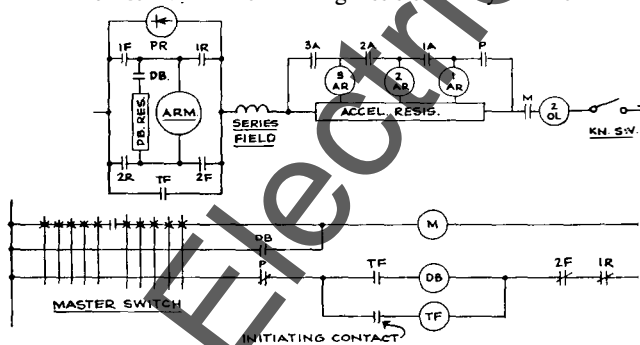 1F
1R
PR
DB.
DB. RES.
ARM.
2R
2F
TF
SERIES
FIELD
3A
2A
1A
P
3
AR
2
AR
1
AR
ACCEL. RESIS.
M
2
OL
KN. SW.
DB
M
P
TF
DB
2F
1R
MASTER SWITCH
TF
INITIATING CONTACT
Electric